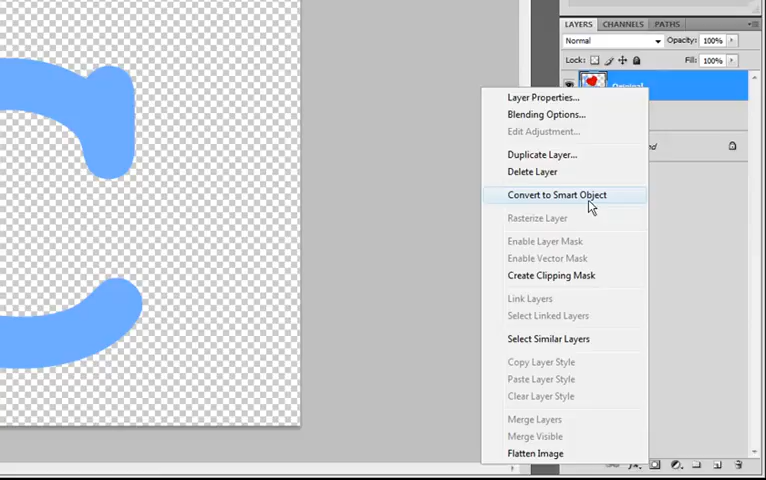 LAYERS CHANNELS PATHS
Normal Opacity: 100%
Lock: Fill: 100%
Original
Layer Properties...
Blending Options...
Edit Adjustment...
Duplicate Layer...
Delete Layer
Convert to Smart Object
Rasterize Layer
Enable Layer Mask
Enable Vector Mask
Create Clipping Mask
Link Layers
Select Linked Layers
Select Similar Layers
Copy Layer Style
Paste Layer Style
Clear Layer Style
Merge Layers
Merge Visible
Flatten Image